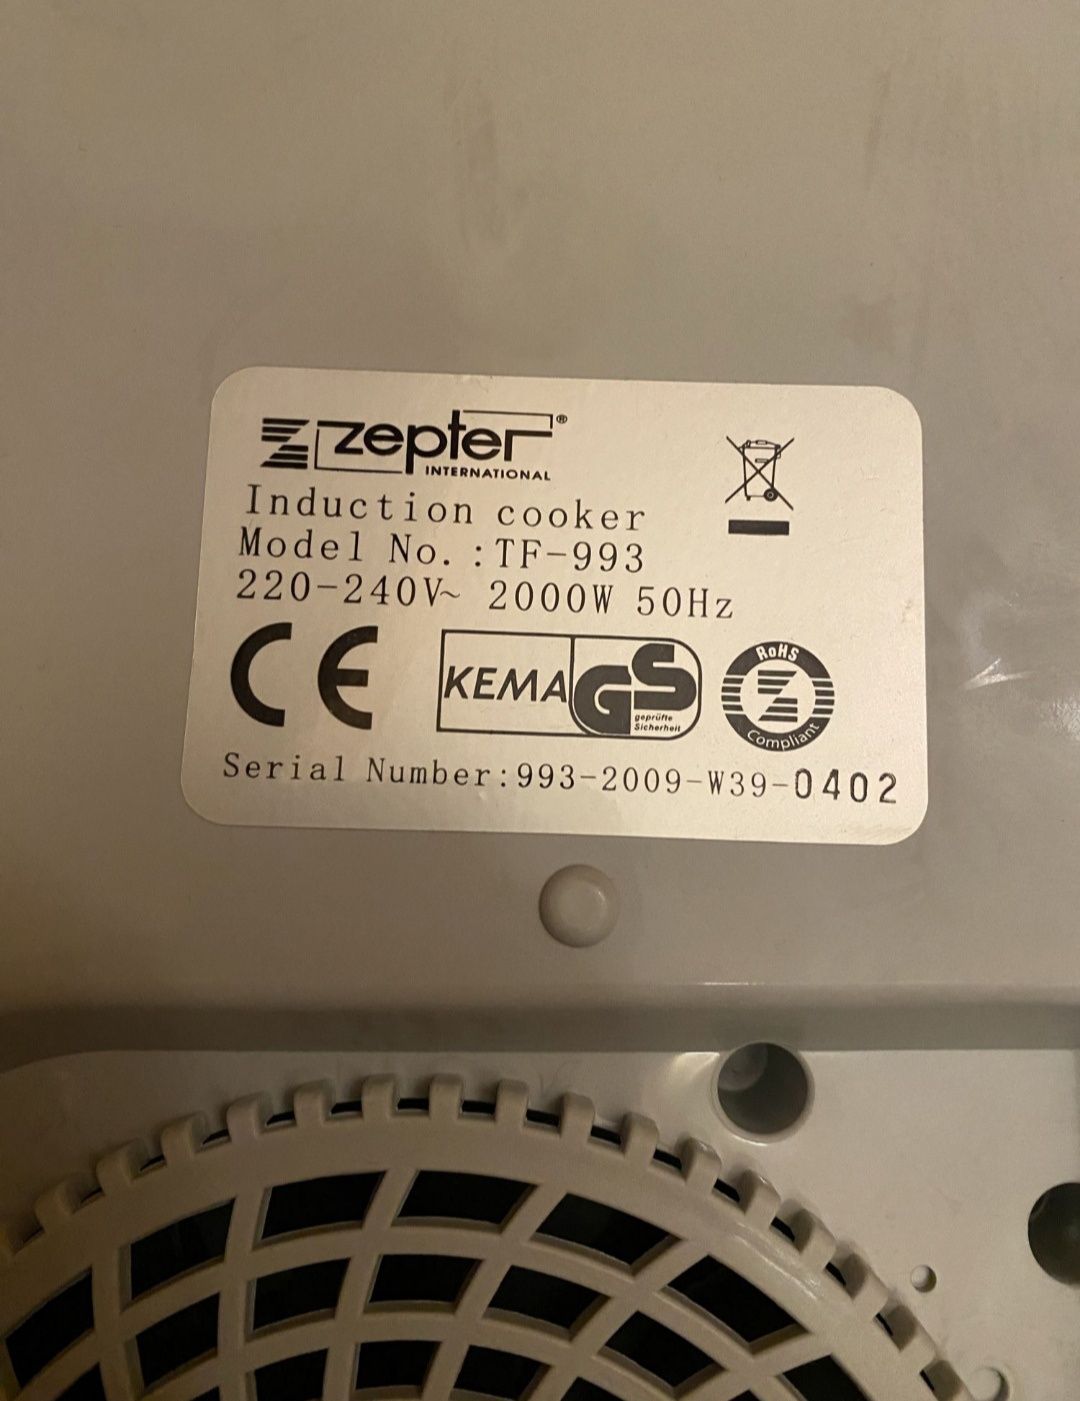 zepter®
INTERNATIONAL
Induction cooker
Model No.:TF-993
220-240V~ 2000W 50Hz
CE KEMA GS
geprüfte
Sicherheit
RoHS
Compliant
Serial Number:993-2009-W39-0402